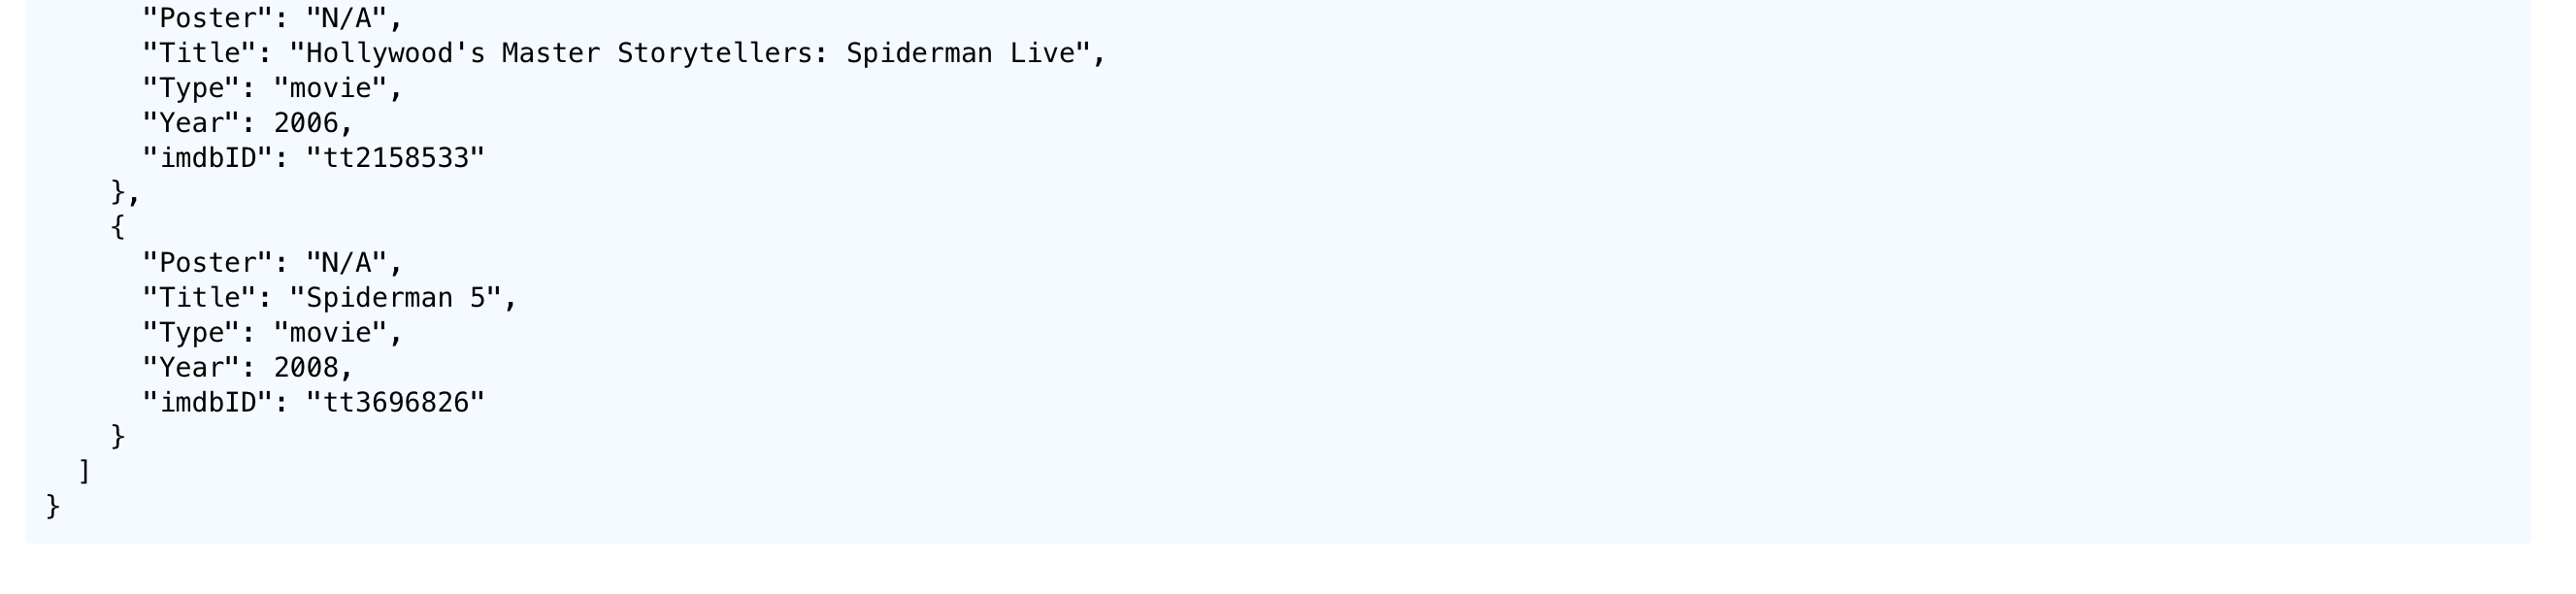 "Poster": "N/A",
"Title": "Hollywood's Master Storytellers: Spiderman Live",
"Type": "movie",
"Year": 2006,
"imdbID": "tt2158533"
},
{
"Poster": "N/A",
"Title": "Spiderman 5",
"Type": "movie",
"Year": 2008,
"imdbID": "tt3696826"
}
]
}